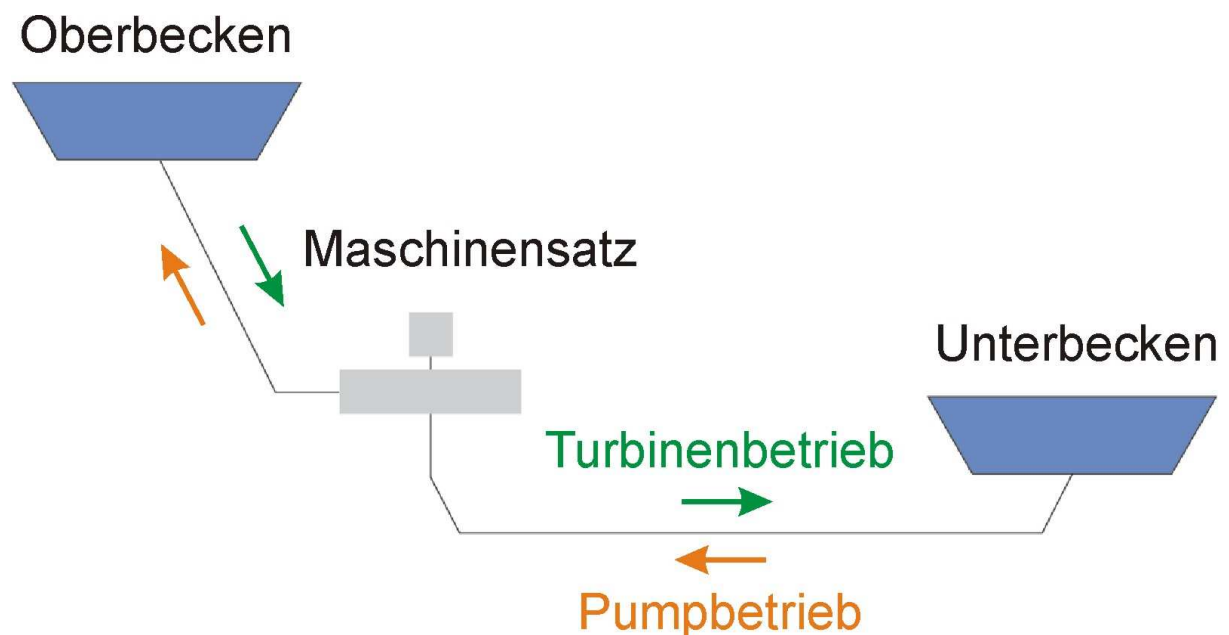 Oberbecken
Maschinensatz
Unterbecken
Turbinenbetrieb
Pumpbetrieb